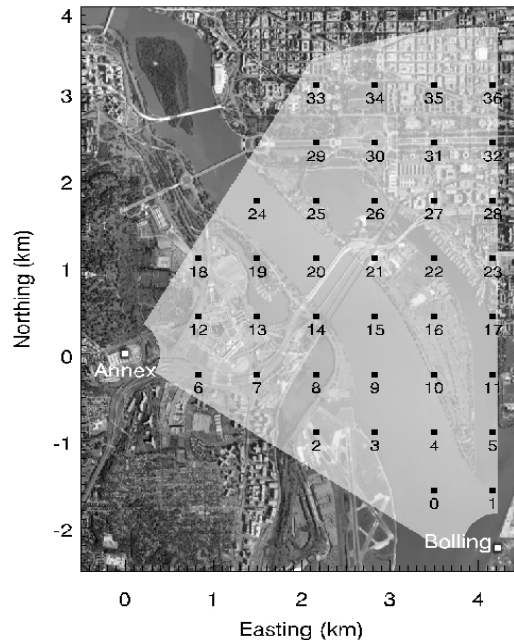 4
3
33 34 35 36
29 30 31 32
2
24 25 26 27 28
1
18 19 20 21 22 23
12 13 14 15 16 17
0
Annex
6 7 8 9 10 11
-1
2 3 4 5
0 1
-2
Bolling
0 1 2 3 4
Easting (km)
Northing (km)